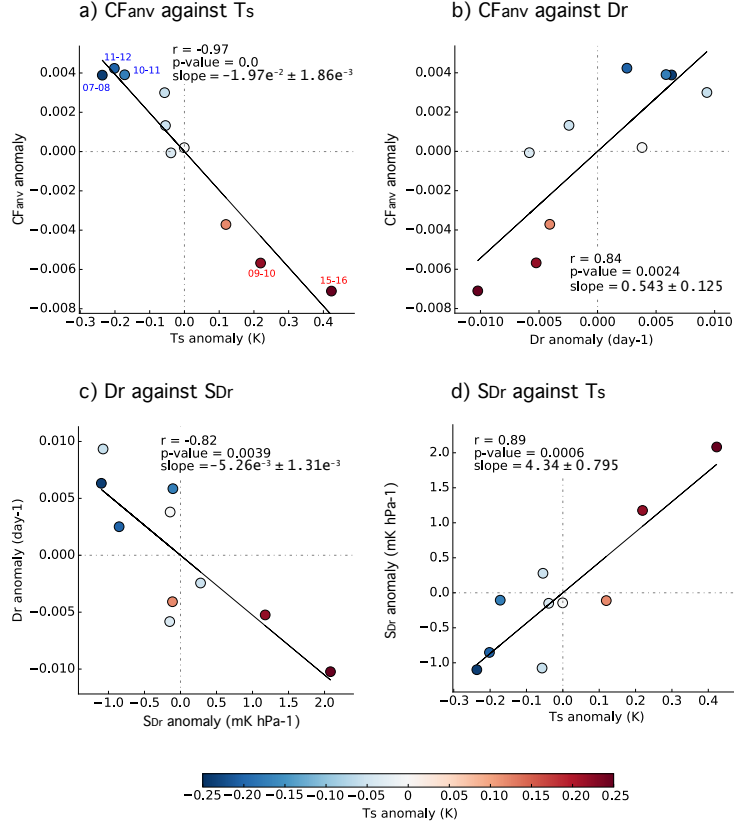 a) CFanv against Ts
r = -0.97
p-value = 0.0
slope = −1.97e⁻² ± 1.86e⁻³
11-12
10-11
07-08
09-10
15-16
0.004
0.002
0.000
−0.002
−0.004
−0.006
−0.008
CFanv anomaly
−0.3 −0.2 −0.1 0.0 0.1 0.2 0.3 0.4
Ts anomaly (K)
b) CFanv against Dr
0.004
0.002
0.000
−0.002
−0.004
−0.006
−0.008
CFanv anomaly
r = 0.84
p-value = 0.0024
slope = 0.543 ± 0.125
−0.010 −0.005 0.000 0.005 0.010
Dr anomaly (day-1)
c) Dr against SDr
r = -0.82
p-value = 0.0039
slope = −5.26e⁻³ ± 1.31e⁻³
0.010
0.005
0.000
−0.005
−0.010
Dr anomaly (day-1)
−1.0 −0.5 0.0 0.5 1.0 1.5 2.0
SDr anomaly (mK hPa-1)
d) SDr against Ts
r = 0.89
p-value = 0.0006
slope = 4.34 ± 0.795
2.0
1.5
1.0
0.5
0.0
−0.5
−1.0
SDr anomaly (mK hPa-1)
−0.3 −0.2 −0.1 0.0 0.1 0.2 0.3 0.4
Ts anomaly (K)
−0.25 −0.20 −0.15 −0.10 −0.05 0 0.05 0.10 0.15 0.20 0.25
Ts anomaly (K)